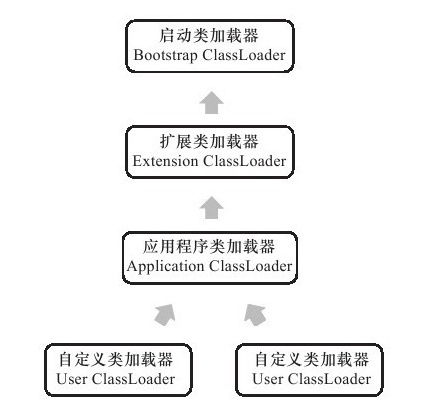 启动类加载器
Bootstrap ClassLoader
扩展类加载器
Extension ClassLoader
应用程序类加载器
Application ClassLoader
自定义类加载器
User ClassLoader
自定义类加载器
User ClassLoader